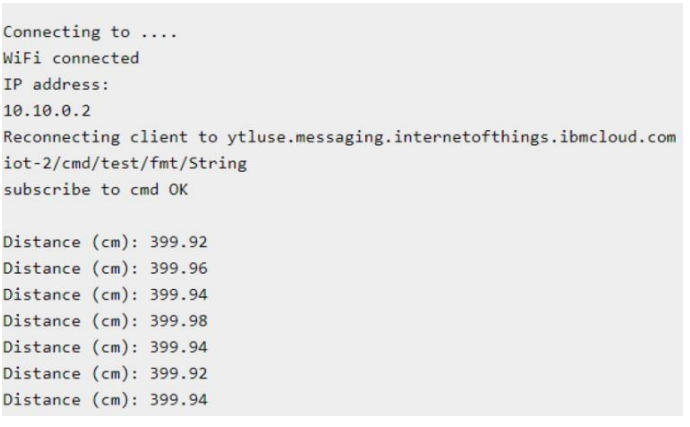 Connecting to ....
WiFi connected
IP address:
10.10.0.2
Reconnecting client to ytluse.messaging.internetofthings.ibmcloud.com
iot-2/cmd/test/fmt/String
subscribe to cmd OK
Distance (cm): 399.92
Distance (cm): 399.96
Distance (cm): 399.94
Distance (cm): 399.98
Distance (cm): 399.94
Distance (cm): 399.92
Distance (cm): 399.94